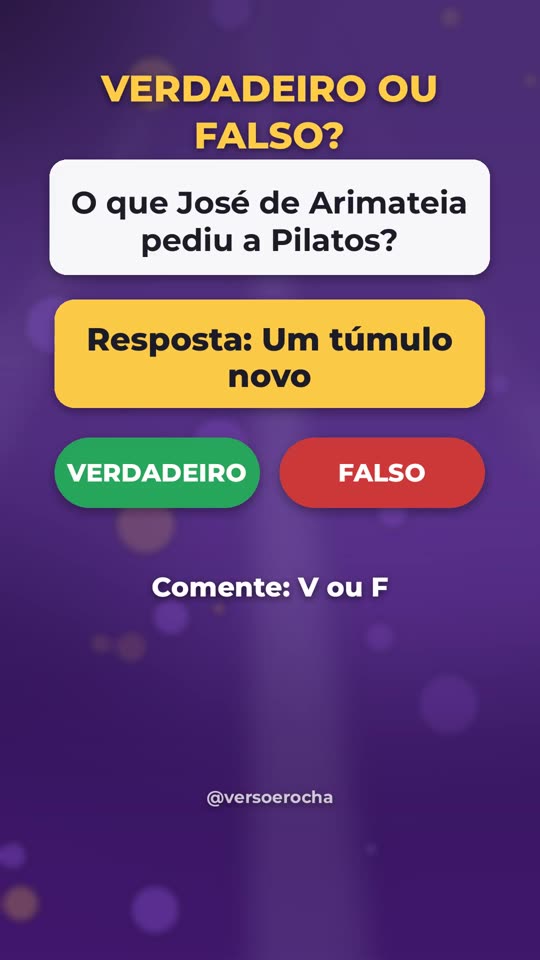 VERDADEIRO OU
FALSO?
O que José de Arimateia
pediu a Pilatos?
Resposta: Um túmulo
novo
VERDADEIRO
FALSO
Comente: V ou F
@versoerocha